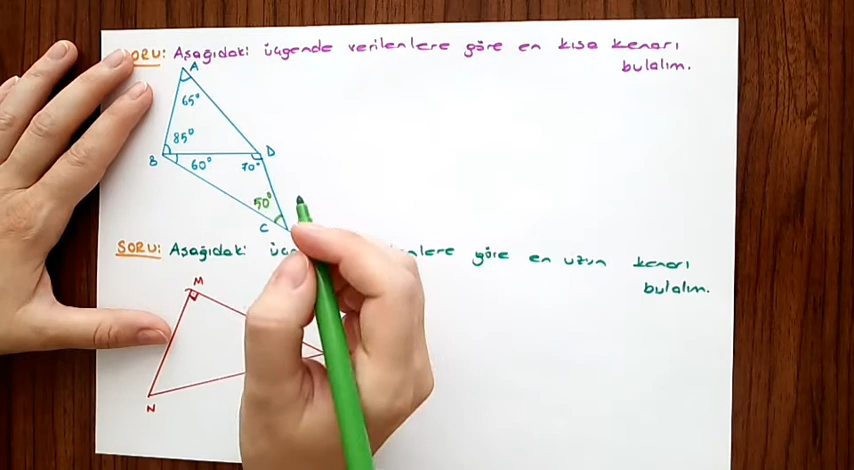 SORU: Aşağıdaki üçgende verilenlere göre en kısa kenarı
bulalım.
A
65°
85°
B
60°
70°
D
50°
C
SORU: Aşağıdaki göre en uzun kenarı
bulalım.
M
N